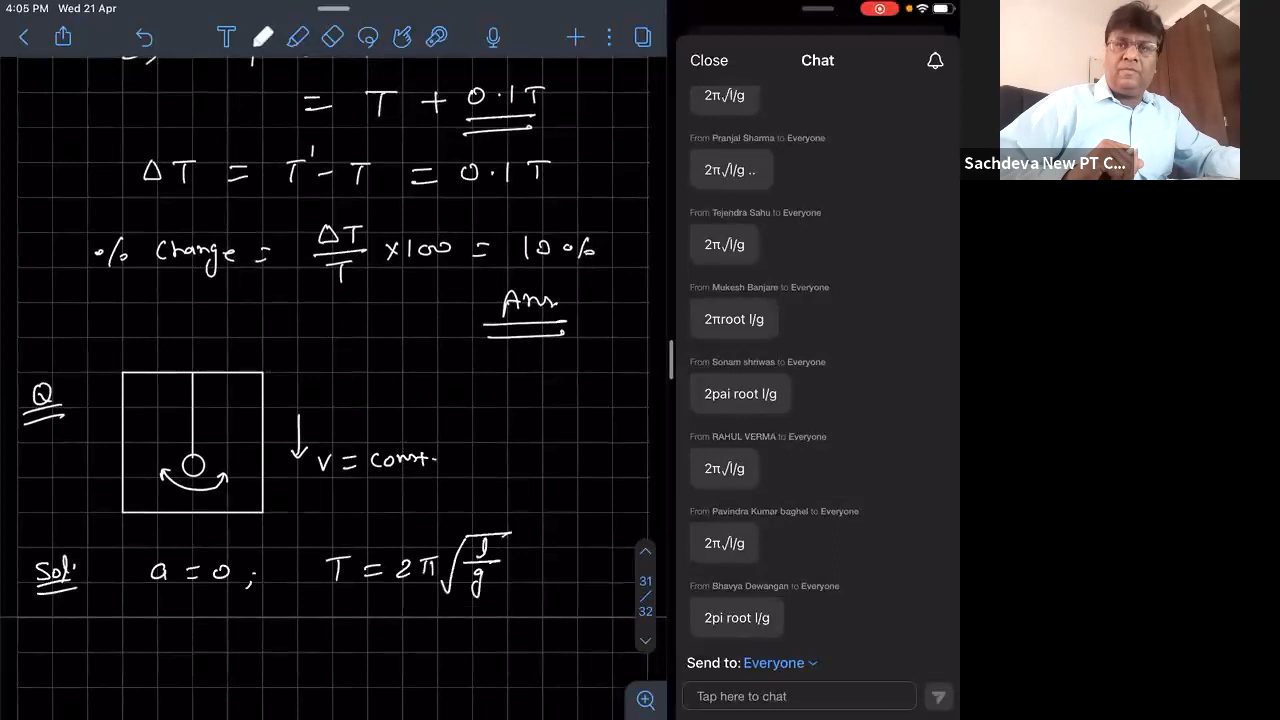 4:05 PM Wed 21 Apr
= T + 0.1T
ΔT = T' - T = 0.1T
% Change = ΔT/T ×100 = 10%
Ans
Q
v = const.
Sol.
a = 0 ; T = 2π√(l/g)
31
/
32
Close
Chat
2π√l/g
From Pranjal Sharma to Everyone
2π√l/g ..
From Tejendra Sahu to Everyone
2π√l/g
From Mukesh Banjare to Everyone
2πroot l/g
From Sonam shriwas to Everyone
2pai root l/g
From RAHUL VERMA to Everyone
2π√l/g
From Pavindra Kumar baghel to Everyone
2π√l/g
From Bhavya Dewangan to Everyone
2pi root l/g
Send to: Everyone
Tap here to chat
Sachdeva New PT C...